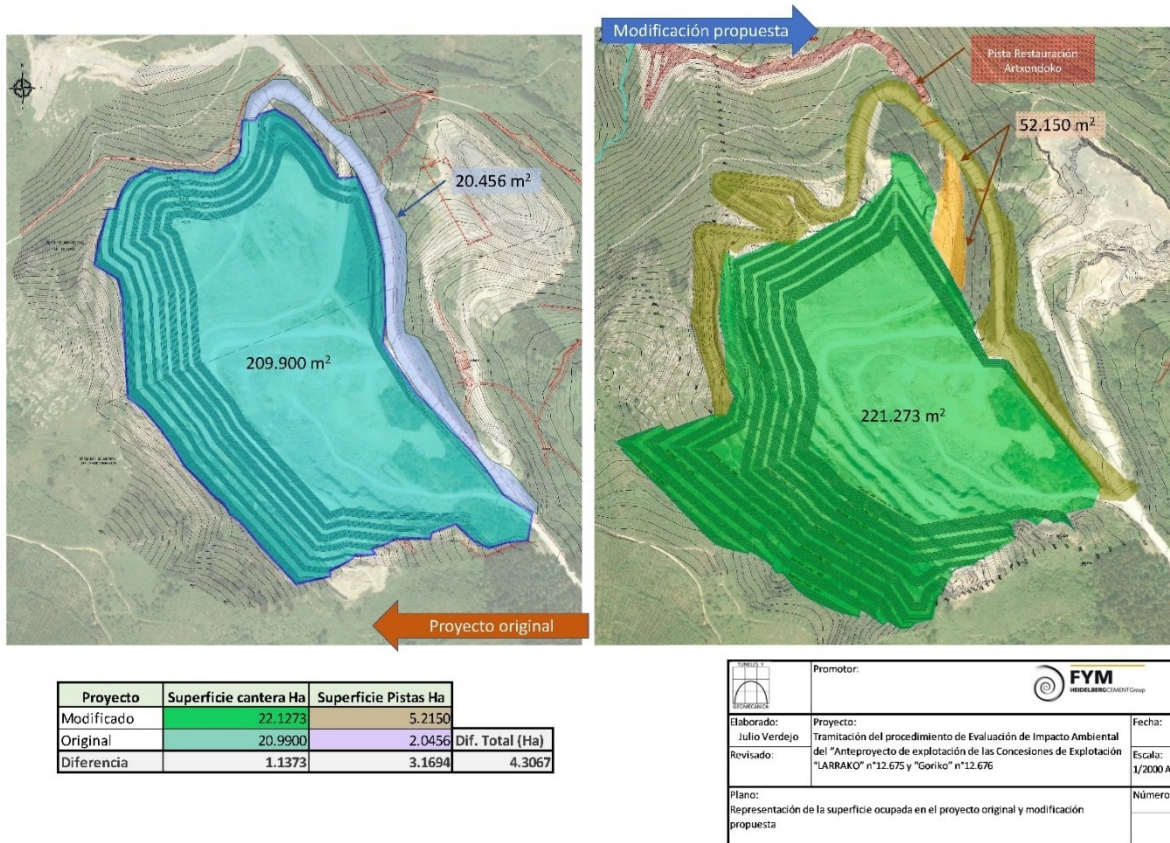 Modificación propuesta
Pista Restauración
Artxondoko
52.150 m²
20.456 m²
209.900 m²
221.273 m²
Proyecto original
Proyecto Superficie cantera Ha Superficie Pistas Ha
Modificado 22.1273 5.2150
Original 20.9900 2.0456 Dif. Total (Ha)
Diferencia 1.1373 3.1694 4.3067
TUNELES Y
GEOMECANICA
Promotor:
FYM
HEIDELBERGCEMENT Group
Elaborado:
Julio Verdejo
Revisado:
Proyecto:
Tramitación del procedimiento de Evaluación de Impacto Ambiental
del "Anteproyecto de explotación de las Concesiones de Explotación
"LARRAKO" nº12.675 y "Goriko" nº12.676
Fecha:
Escala:
1/2000 A
Plano:
Representación de la superficie ocupada en el proyecto original y modificación
propuesta
Número